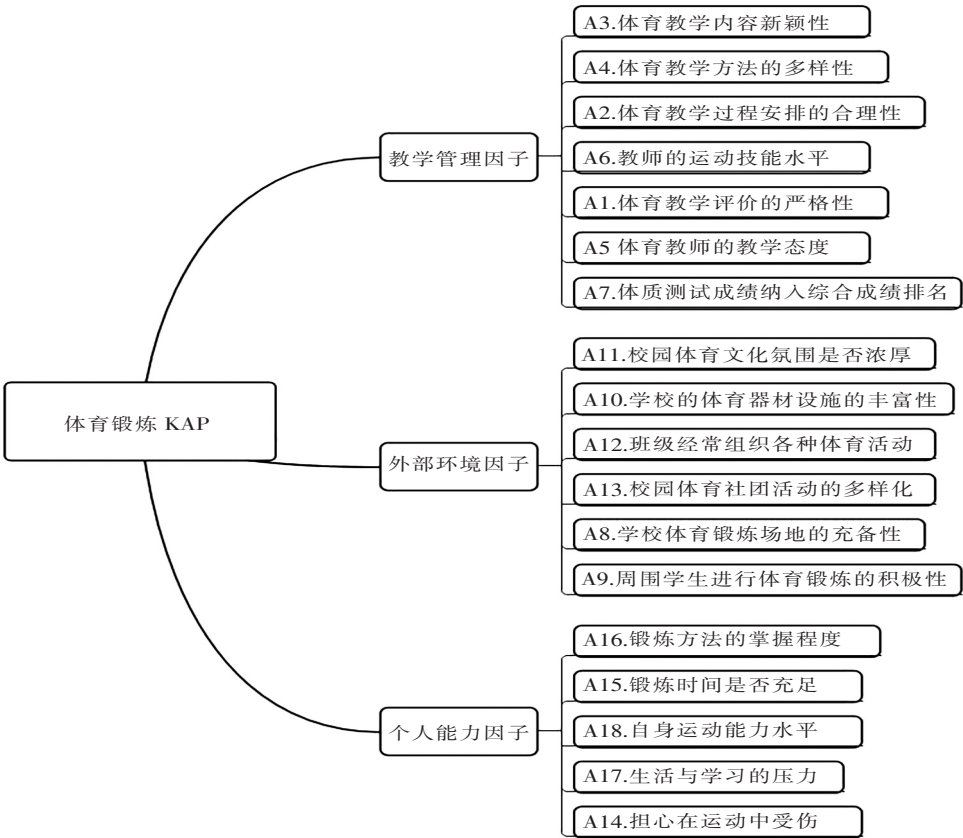 体育锻炼 KAP
教学管理因子
A3.体育教学内容新颖性
A4.体育教学方法的多样性
A2.体育教学过程安排的合理性
A6.教师的运动技能水平
A1.体育教学评价的严格性
A5 体育教师的教学态度
A7.体质测试成绩纳入综合成绩排名
外部环境因子
A11.校园体育文化氛围是否浓厚
A10.学校的体育器材设施的丰富性
A12.班级经常组织各种体育活动
A13.校园体育社团活动的多样化
A8.学校体育锻炼场地的充备性
A9.周围学生进行体育锻炼的积极性
个人能力因子
A16.锻炼方法的掌握程度
A15.锻炼时间是否充足
A18.自身运动能力水平
A17.生活与学习的压力
A14.担心在运动中受伤